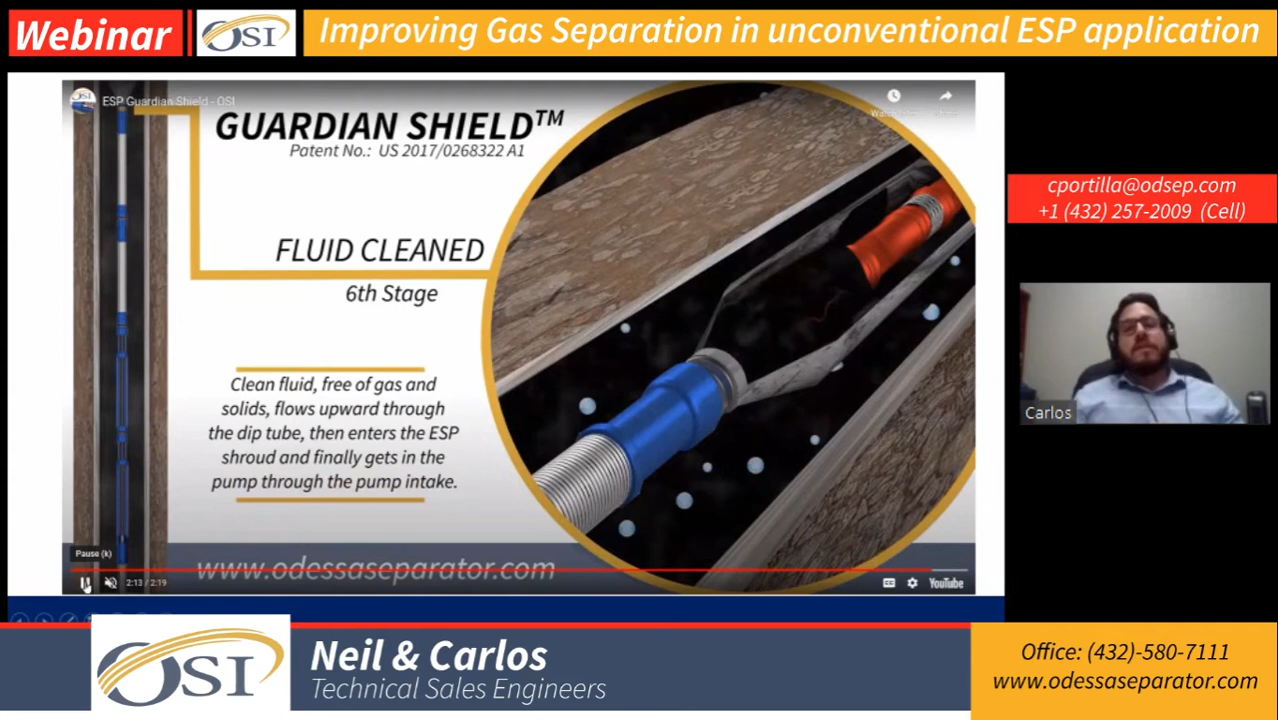 Webinar
OSI
Improving Gas Separation in unconventional ESP application
OSI
ESP Guardian Shield - OSI
GUARDIAN SHIELD™
Patent No.: US 2017/0268322 A1
FLUID CLEANED
6th Stage
Clean fluid, free of gas and
solids, flows upward through
the dip tube, then enters the ESP
shroud and finally gets in the
pump through the pump intake.
Pause (k)
2:13 / 2:19
www.odessaseparator.com
CC
YouTube
cportilla@odsep.com
+1 (432) 257-2009 (Cell)
Carlos
OSI
Neil & Carlos
Technical Sales Engineers
Office: (432)-580-7111
www.odessaseparator.com